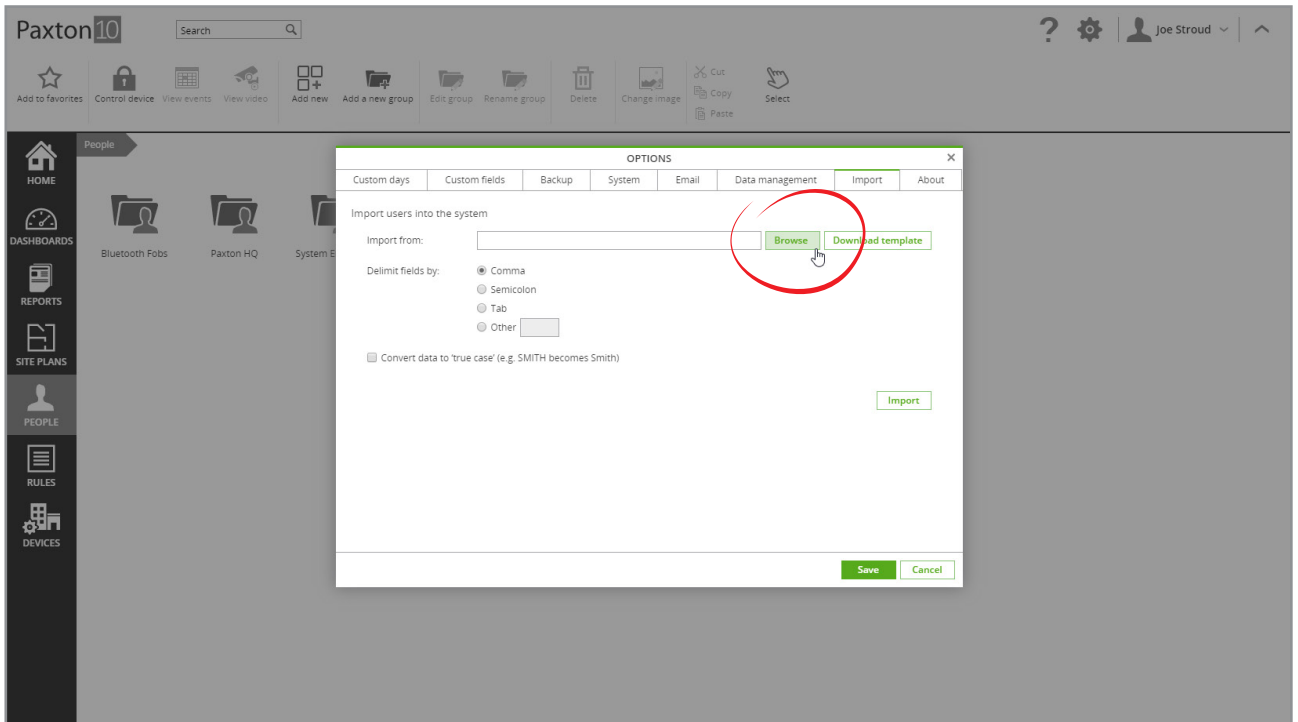 Paxton 10
Search
Joe Stroud
Add to favorites
Control device
View events
View video
Add new
Add a new group
Edit group
Rename group
Delete
Change image
Cut
Copy
Paste
Select
HOME
DASHBOARDS
REPORTS
SITE PLANS
PEOPLE
RULES
DEVICES
People
Bluetooth Fobs
Paxton HQ
System E
OPTIONS
Custom days
Custom fields
Backup
System
Email
Data management
Import
About
Import users into the system
Import from:
Browse
Download template
Delimit fields by:
Comma
Semicolon
Tab
Other
Convert data to 'true case' (e.g. SMITH becomes Smith)
Import
Save
Cancel